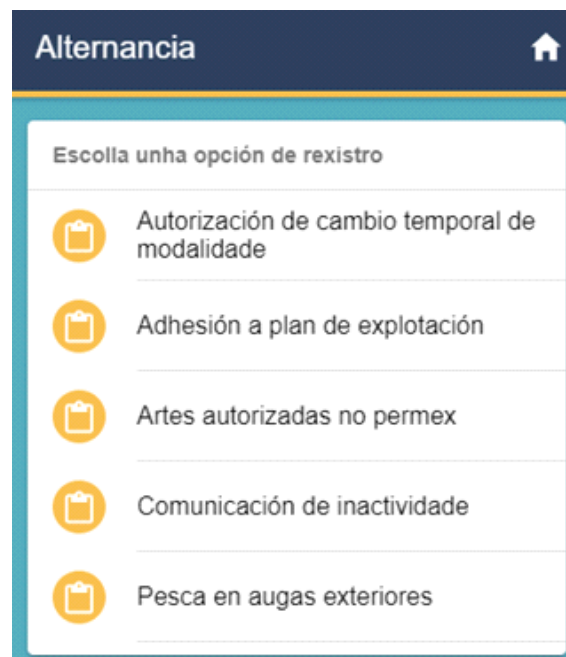 Alternancia
Escolla unha opción de rexistro
Autorización de cambio temporal de
modalidade
Adhesión a plan de explotación
Artes autorizadas no permex
Comunicación de inactividade
Pesca en augas exteriores